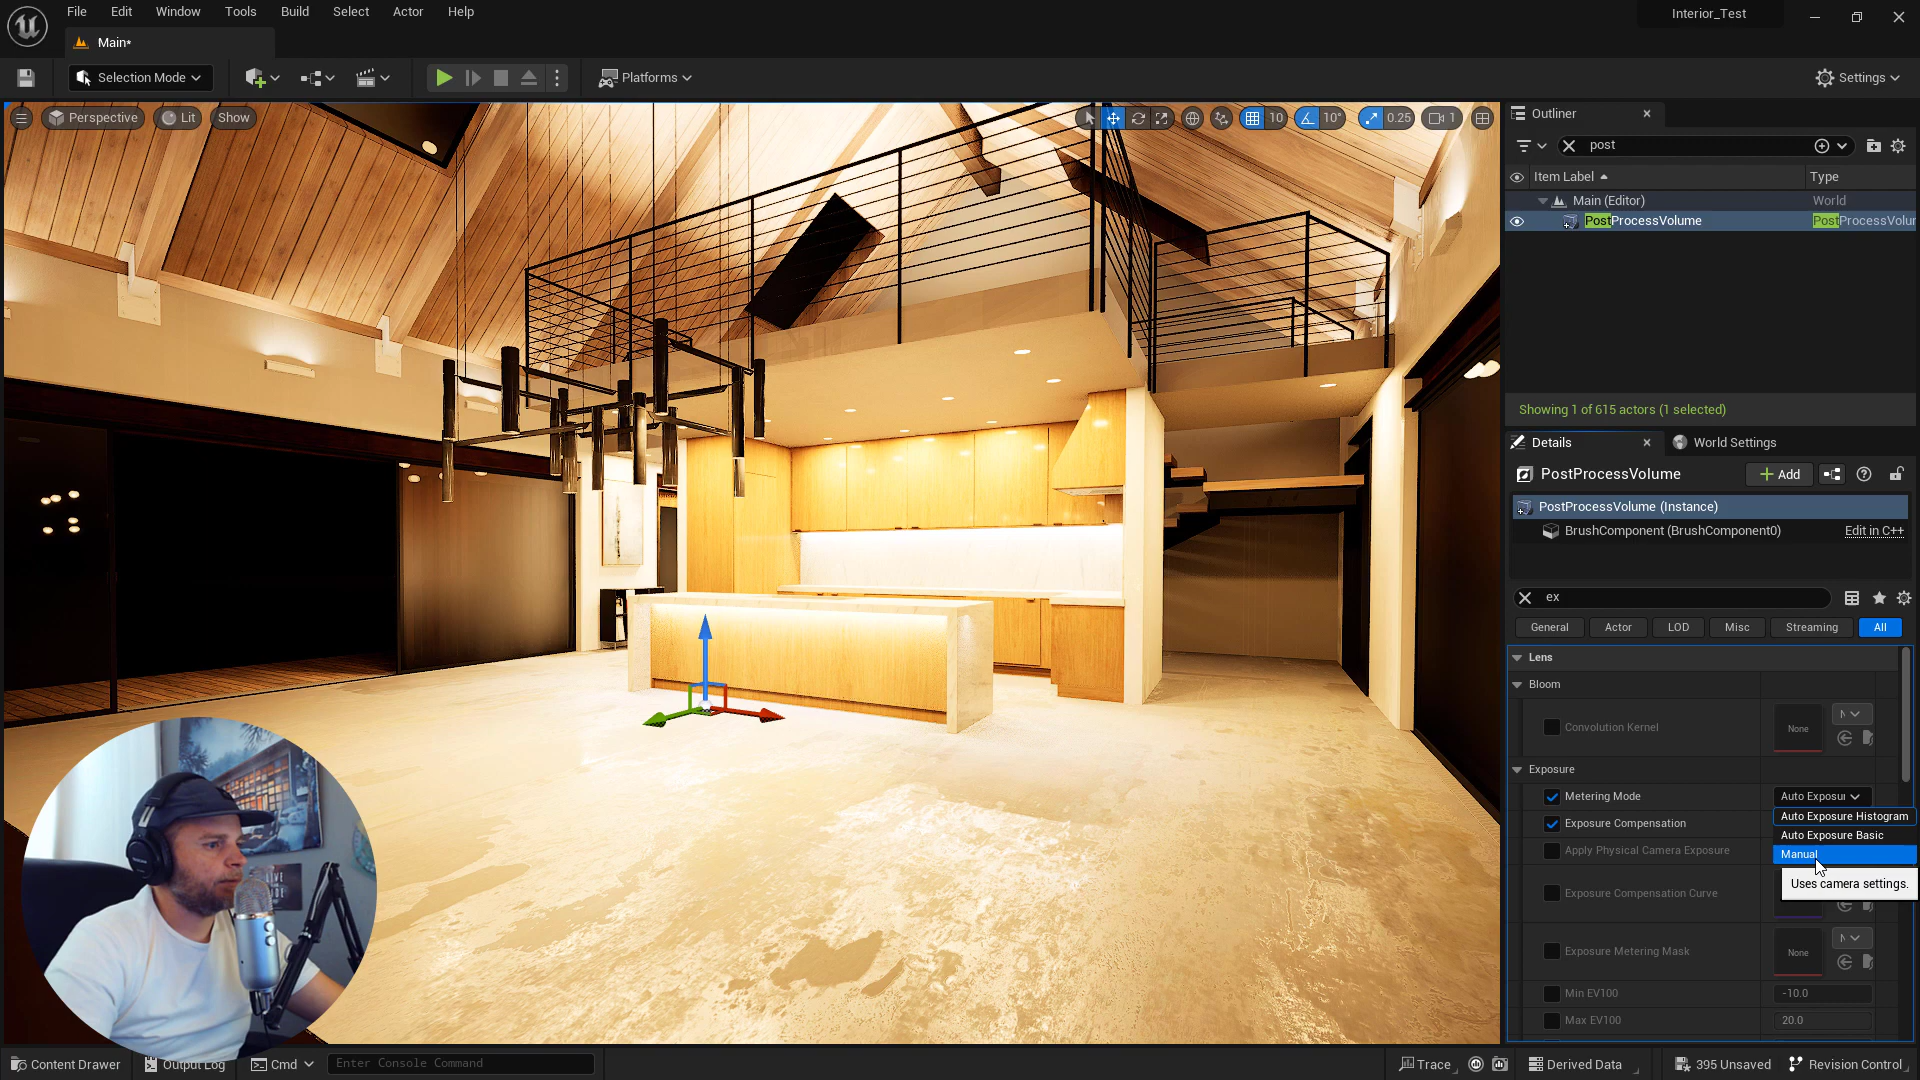 File Edit Window Tools Build Select Actor Help
Interior_Test
Main*
Selection Mode
Platforms
Settings
Perspective Lit Show
10 10° 0.25 1
Outliner
post
Item Label Type
Main (Editor) World
PostProcessVolume PostProcessVolur
Showing 1 of 615 actors (1 selected)
Details World Settings
PostProcessVolume Add
PostProcessVolume (Instance)
BrushComponent (BrushComponent0) Edit in C++
ex
General Actor LOD Misc Streaming All
Lens
Bloom
Convolution Kernel None
Exposure
Metering Mode Auto Exposur
Auto Exposure Histogram
Exposure Compensation
Auto Exposure Basic
Apply Physical Camera Exposure Manual
Uses camera settings.
Exposure Compensation Curve
Exposure Metering Mask None
Min EV100 -10.0
Max EV100 20.0
Content Drawer Output Log Cmd Enter Console Command Trace Derived Data 395 Unsaved Revision Control